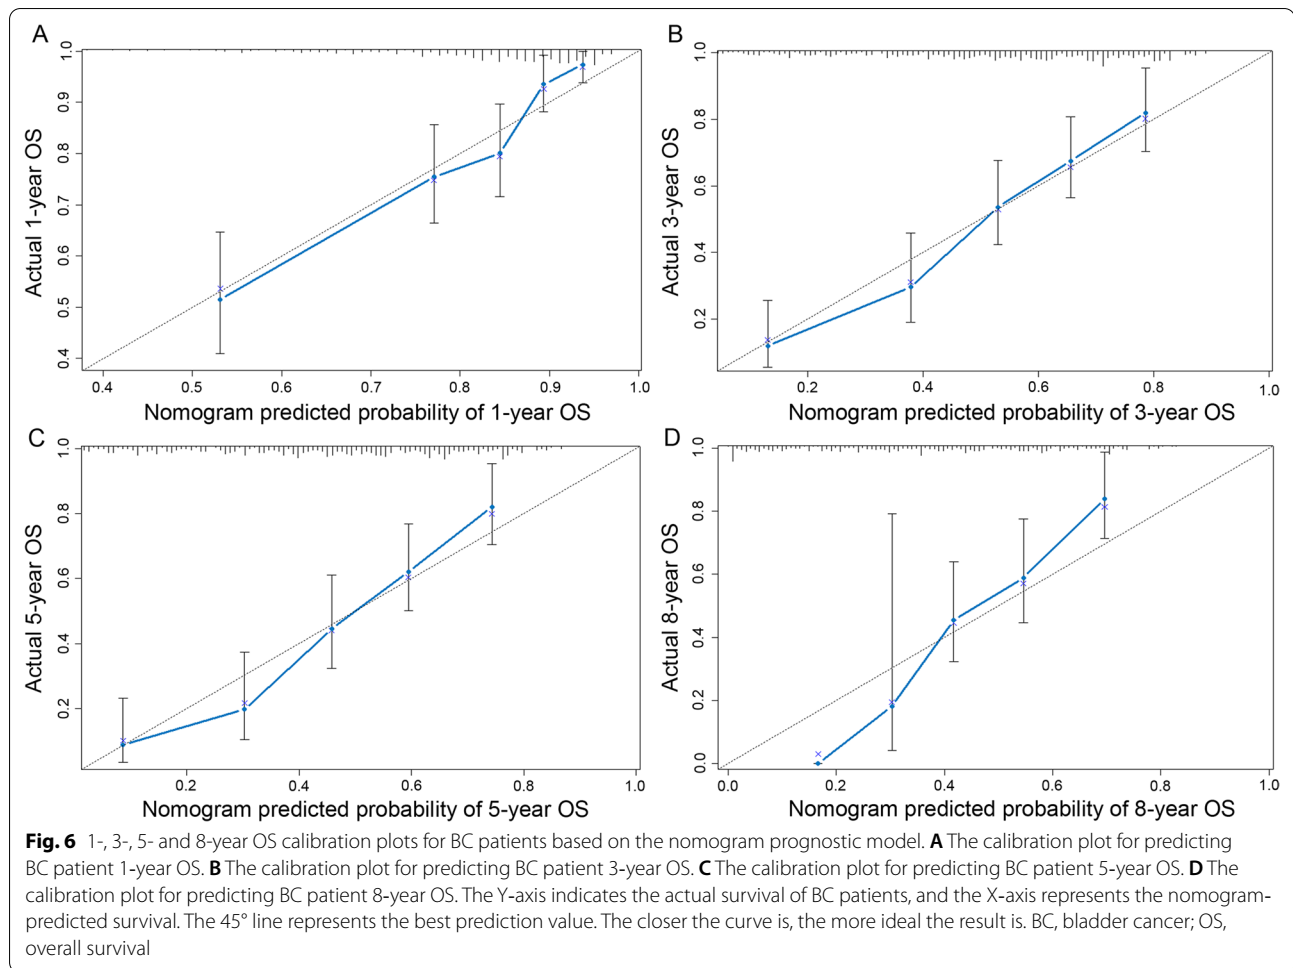 A
1.0
0.9
0.8
0.7
0.6
0.5
0.4
Actual 1-year OS
0.4 0.5 0.6 0.7 0.8 0.9 1.0
Nomogram predicted probability of 1-year OS
B
1.0
0.8
0.6
0.4
0.2
Actual 3-year OS
0.2 0.4 0.6 0.8 1.0
Nomogram predicted probability of 3-year OS
C
1.0
0.8
0.6
0.4
0.2
Actual 5-year OS
0.2 0.4 0.6 0.8 1.0
Nomogram predicted probability of 5-year OS
D
1.0
0.8
0.6
0.4
0.2
0.0
Actual 8-year OS
0.0 0.2 0.4 0.6 0.8 1.0
Nomogram predicted probability of 8-year OS
Fig. 6 1-, 3-, 5- and 8-year OS calibration plots for BC patients based on the nomogram prognostic model. A The calibration plot for predicting
BC patient 1-year OS. B The calibration plot for predicting BC patient 3-year OS. C The calibration plot for predicting BC patient 5-year OS. D The
calibration plot for predicting BC patient 8-year OS. The Y-axis indicates the actual survival of BC patients, and the X-axis represents the nomogram-
predicted survival. The 45° line represents the best prediction value. The closer the curve is, the more ideal the result is. BC, bladder cancer; OS,
overall survival